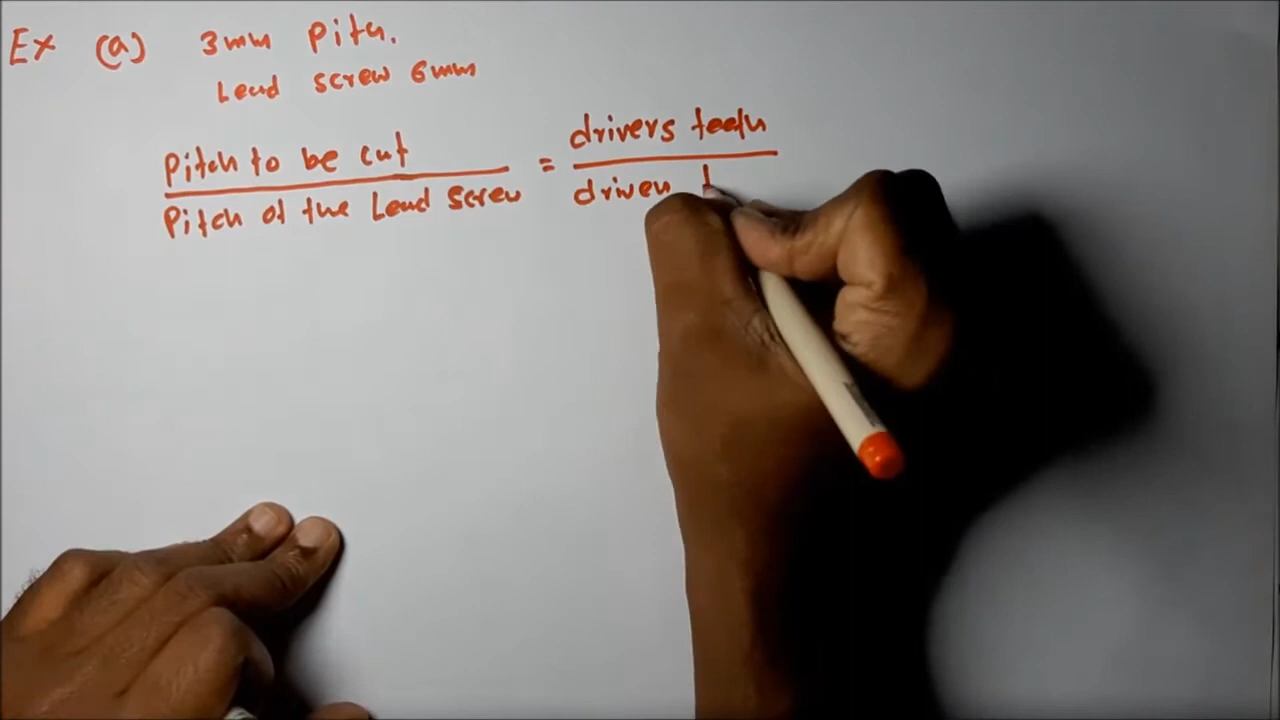 Ex (a) 3mm Pitch.
Lead screw 6mm
Pitch to be cut = drivers teeth
Pitch of the Lead Screw driven